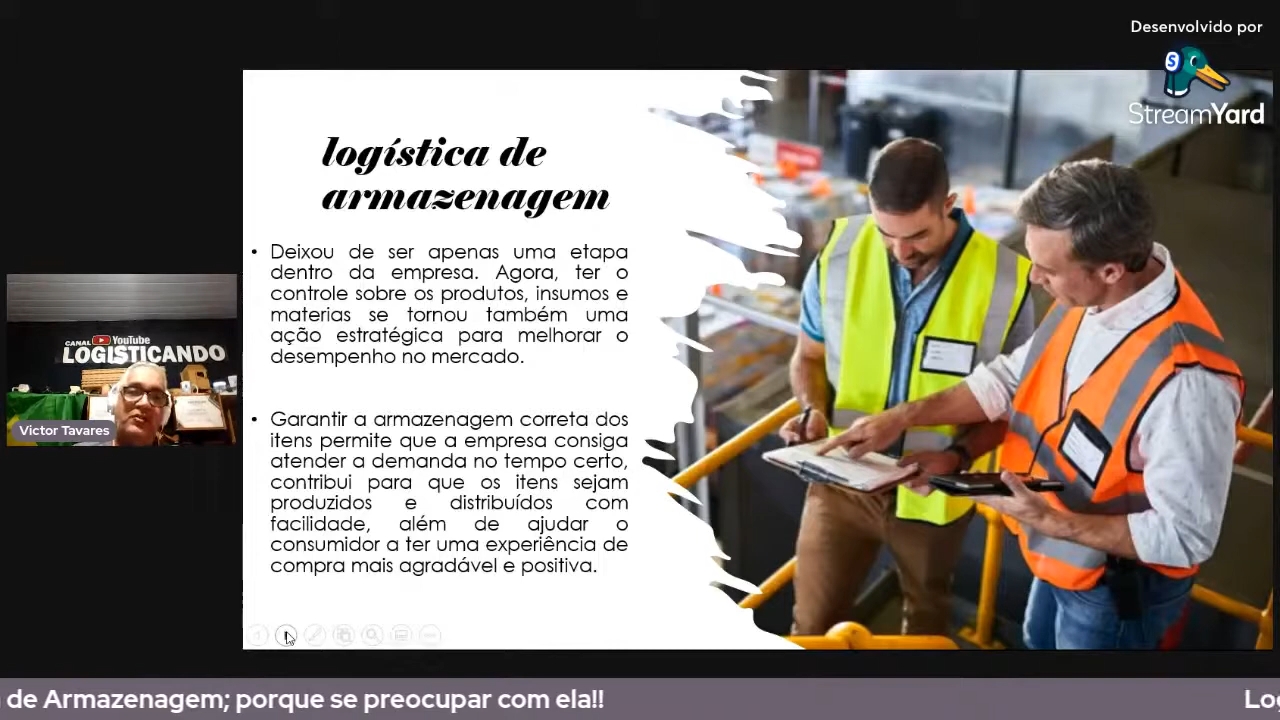 Desenvolvido por
StreamYard
logística de
armazenagem
• Deixou de ser apenas uma etapa
dentro da empresa. Agora, ter o
controle sobre os produtos, insumos e
materias se tornou também uma
ação estratégica para melhorar o
desempenho no mercado.
• Garantir a armazenagem correta dos
itens permite que a empresa consiga
atender a demanda no tempo certo,
contribui para que os itens sejam
produzidos e distribuídos com
facilidade, além de ajudar o
consumidor a ter uma experiência de
compra mais agradável e positiva.
CANAL YouTube
LOGISTICANDO
Victor Tavares
de Armazenagem; porque se preocupar com ela!!
Log